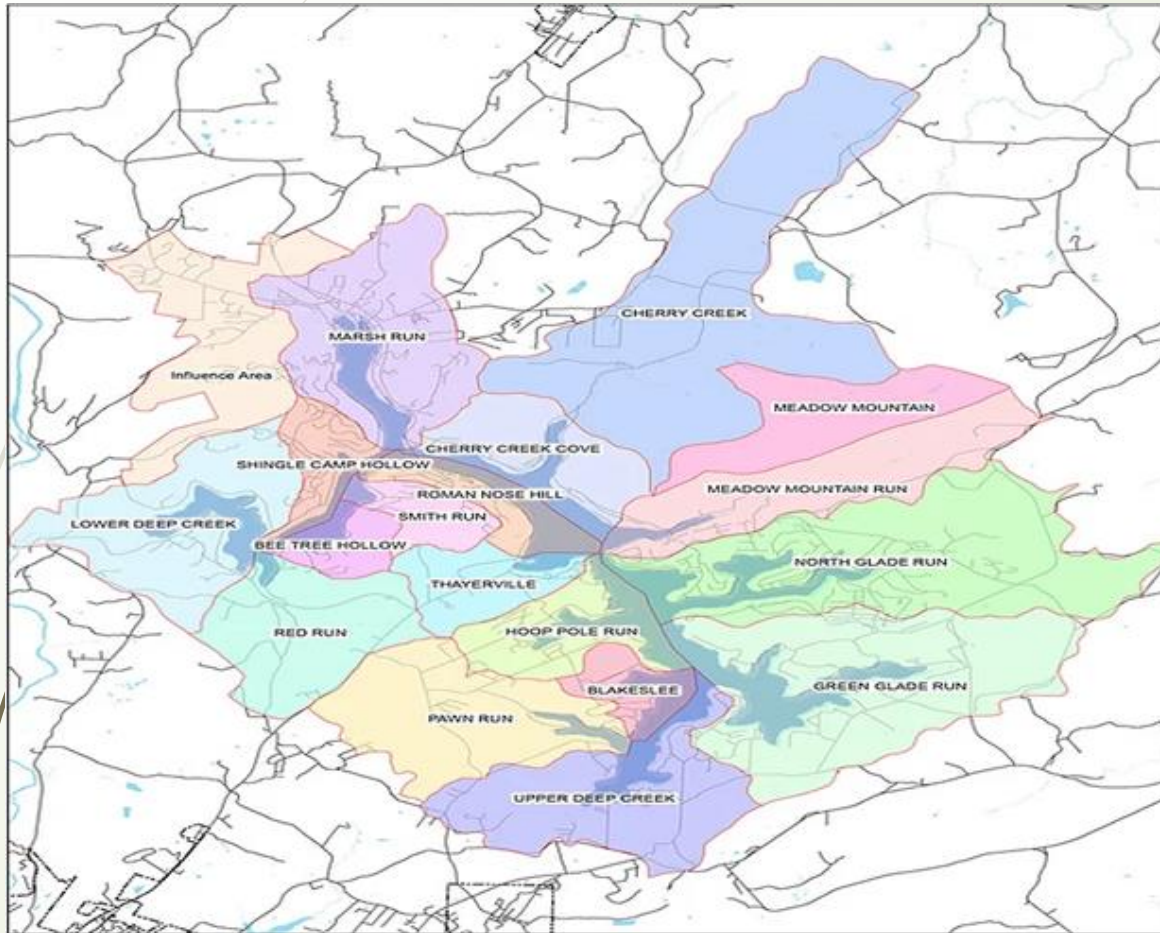 CHERRY CREEK
MARSH RUN
Influence Area
MEADOW MOUNTAIN
CHERRY CREEK COVE
SHINGLE CAMP HOLLOW
MEADOW MOUNTAIN RUN
ROMAN NOSE HILL
SMITH RUN
LOWER DEEP CREEK
BEE TREE HOLLOW
NORTH GLADE RUN
THAYERVILLE
RED RUN
HOOP POLE RUN
GREEN GLADE RUN
BLAKESLEE
PAWN RUN
UPPER DEEP CREEK